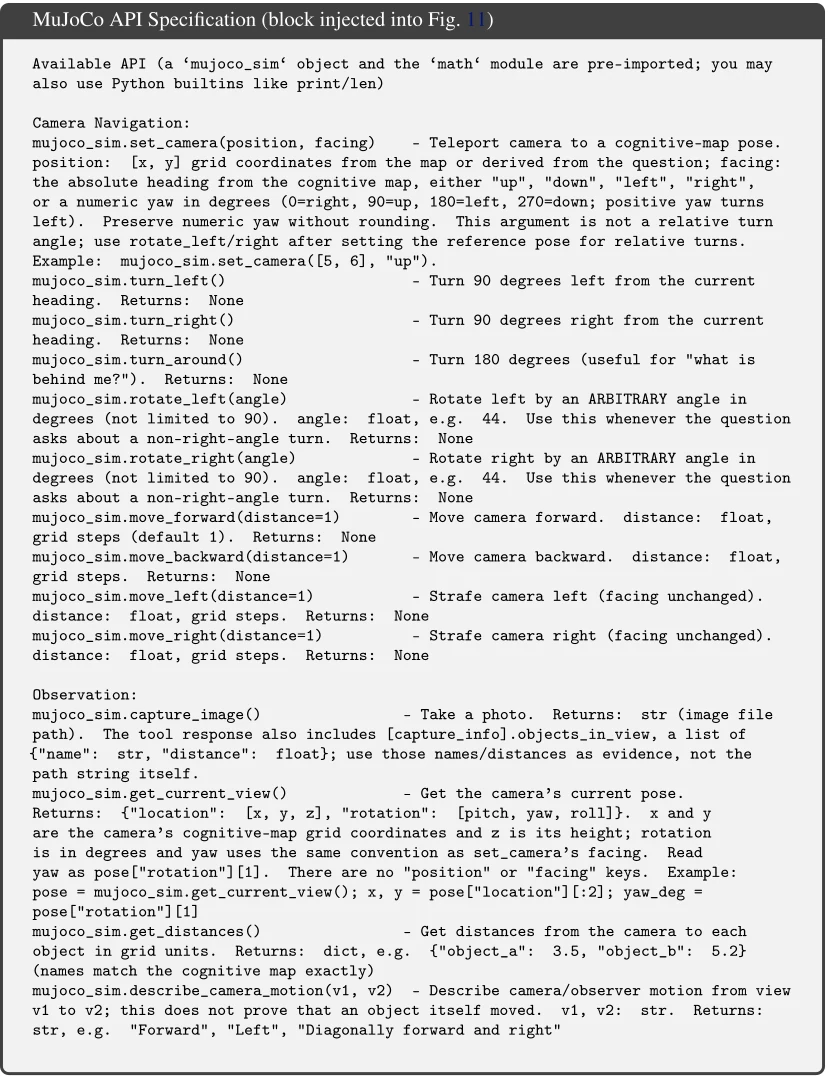 MuJoCo API Specification (block injected into Fig. 11)
Available API (a ‘mujoco_sim‘ object and the ‘math‘ module are pre-imported; you may
also use Python builtins like print/len)
Camera Navigation:
mujoco_sim.set_camera(position, facing) - Teleport camera to a cognitive-map pose.
position: [x, y] grid coordinates from the map or derived from the question; facing:
the absolute heading from the cognitive map, either "up", "down", "left", "right",
or a numeric yaw in degrees (0=right, 90=up, 180=left, 270=down; positive yaw turns
left). Preserve numeric yaw without rounding. This argument is not a relative turn
angle; use rotate_left/right after setting the reference pose for relative turns.
Example: mujoco_sim.set_camera([5, 6], "up").
mujoco_sim.turn_left() - Turn 90 degrees left from the current
heading. Returns: None
mujoco_sim.turn_right() - Turn 90 degrees right from the current
heading. Returns: None
mujoco_sim.turn_around() - Turn 180 degrees (useful for "what is
behind me?"). Returns: None
mujoco_sim.rotate_left(angle) - Rotate left by an ARBITRARY angle in
degrees (not limited to 90). angle: float, e.g. 44. Use this whenever the question
asks about a non-right-angle turn. Returns: None
mujoco_sim.rotate_right(angle) - Rotate right by an ARBITRARY angle in
degrees (not limited to 90). angle: float, e.g. 44. Use this whenever the question
asks about a non-right-angle turn. Returns: None
mujoco_sim.move_forward(distance=1) - Move camera forward. distance: float,
grid steps (default 1). Returns: None
mujoco_sim.move_backward(distance=1) - Move camera backward. distance: float,
grid steps. Returns: None
mujoco_sim.move_left(distance=1) - Strafe camera left (facing unchanged).
distance: float, grid steps. Returns: None
mujoco_sim.move_right(distance=1) - Strafe camera right (facing unchanged).
distance: float, grid steps. Returns: None
Observation:
mujoco_sim.capture_image() - Take a photo. Returns: str (image file
path). The tool response also includes [capture_info].objects_in_view, a list of
{"name": str, "distance": float}; use those names/distances as evidence, not the
path string itself.
mujoco_sim.get_current_view() - Get the camera’s current pose.
Returns: {"location": [x, y, z], "rotation": [pitch, yaw, roll]}. x and y
are the camera’s cognitive-map grid coordinates and z is its height; rotation
is in degrees and yaw uses the same convention as set_camera’s facing. Read
yaw as pose["rotation"][1]. There are no "position" or "facing" keys. Example:
pose = mujoco_sim.get_current_view(); x, y = pose["location"][:2]; yaw_deg =
pose["rotation"][1]
mujoco_sim.get_distances() - Get distances from the camera to each
object in grid units. Returns: dict, e.g. {"object_a": 3.5, "object_b": 5.2}
(names match the cognitive map exactly)
mujoco_sim.describe_camera_motion(v1, v2) - Describe camera/observer motion from view
v1 to v2; this does not prove that an object itself moved. v1, v2: str. Returns:
str, e.g. "Forward", "Left", "Diagonally forward and right"